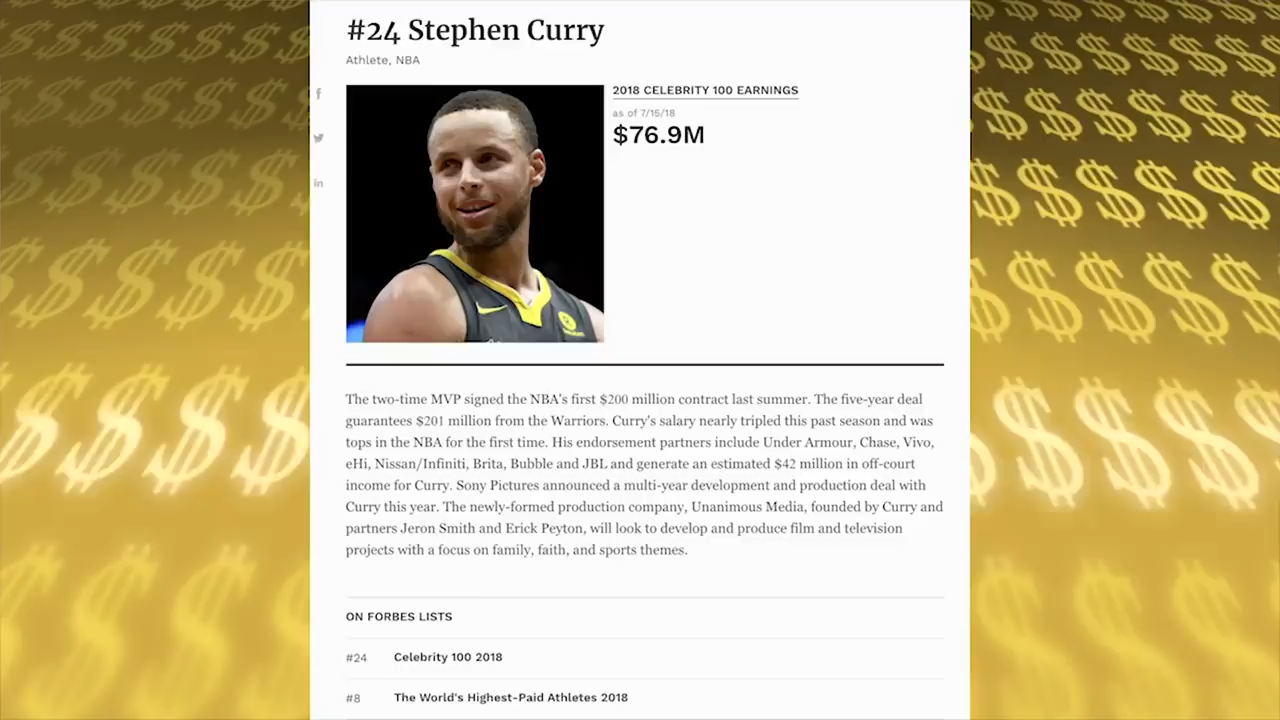 #24 Stephen Curry
Athlete, NBA
2018 CELEBRITY 100 EARNINGS
as of 7/15/18
$76.9M
The two-time MVP signed the NBA's first $200 million contract last summer. The five-year deal
guarantees $201 million from the Warriors. Curry's salary nearly tripled this past season and was
tops in the NBA for the first time. His endorsement partners include Under Armour, Chase, Vivo,
eHi, Nissan/Infiniti, Brita, Bubble and JBL and generate an estimated $42 million in off-court
income for Curry. Sony Pictures announced a multi-year development and production deal with
Curry this year. The newly-formed production company, Unanimous Media, founded by Curry and
partners Jeron Smith and Erick Peyton, will look to develop and produce film and television
projects with a focus on family, faith, and sports themes.
ON FORBES LISTS
#24 Celebrity 100 2018
#8 The World's Highest-Paid Athletes 2018